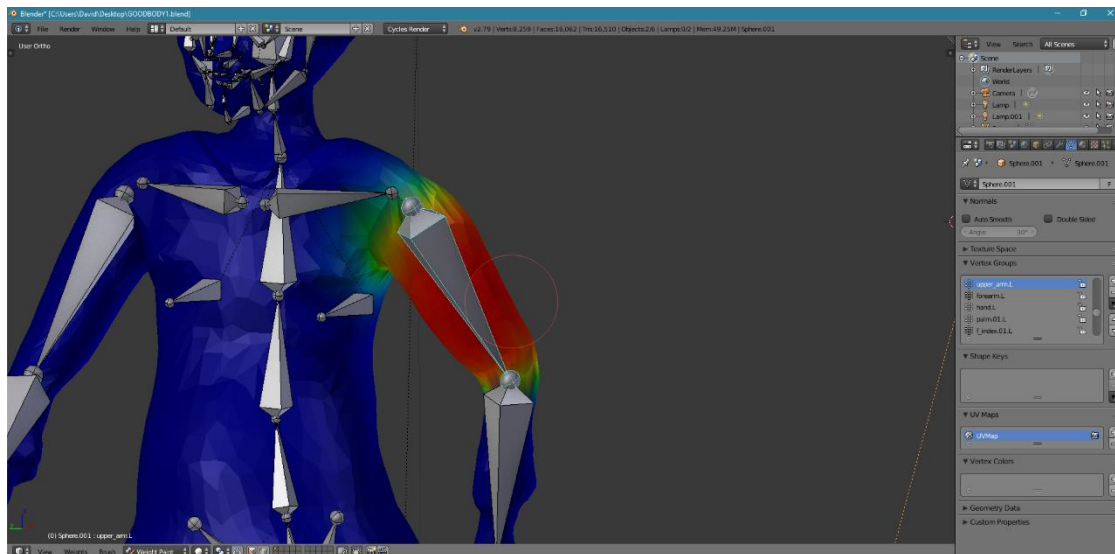 Blender* [C:\Users\David\Desktop\GOODBODY1.blend]
File Render Window Help Default Scene Cycles Render v2.79 | Verts:8,259 | Faces:16,062 | Tris:16,510 | Objects:2/6 | Lamps:0/2 | Mem:49.25M | Sphere.001
User Ortho
View Search All Scenes
Scene
RenderLayers
World
Camera
Lamp
Lamp.001
Sphere.001 Sphere.001
Sphere.001 F
Normals
Auto Smooth Double Sided
Angle: 30°
Texture Space
Vertex Groups
upper_arm.L
forearm.L
hand.L
palm.01.L
f_index.01.L
Shape Keys
UV Maps
UVMap
Vertex Colors
Geometry Data
Custom Properties
(0) Sphere.001 : upper_arm.L
View Weights Brush Weight Paint